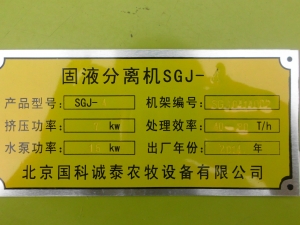 固液分离机SGJ-
产品型号: SGJ- 机架编号:
挤压功率: kw 处理效率: T/h
水泵功率: kw 出厂年份: 年
北京国科诚泰农牧设备有限公司